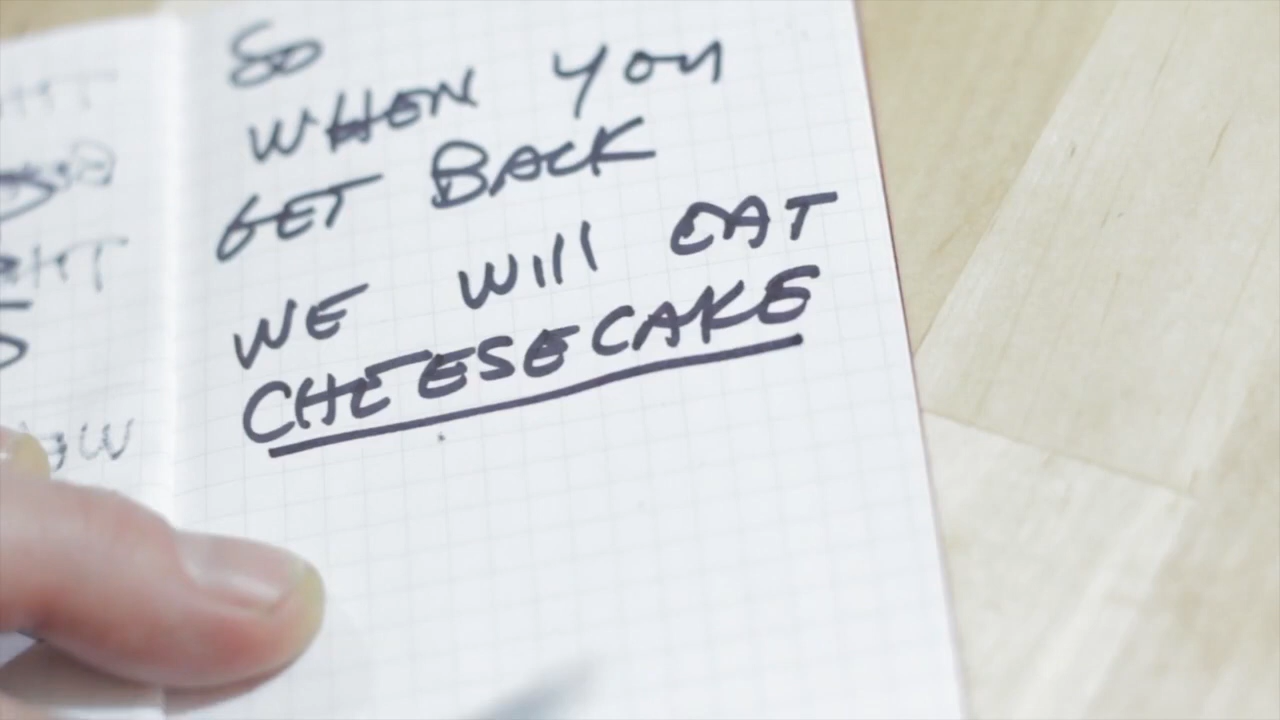 So
WHEN YOU
GET BACK
WE WIll EAT
CHEESECAKE